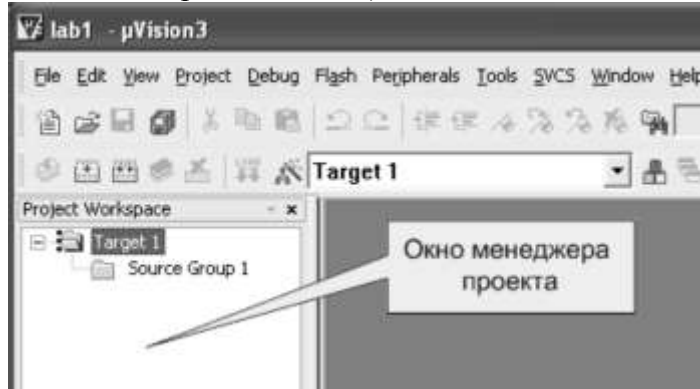 lab1 - µVision3
File Edit View Project Debug Flash Peripherals Tools SVCS Window Help
Target 1
Project Workspace
Target 1
Source Group 1
Окно менеджера
проекта